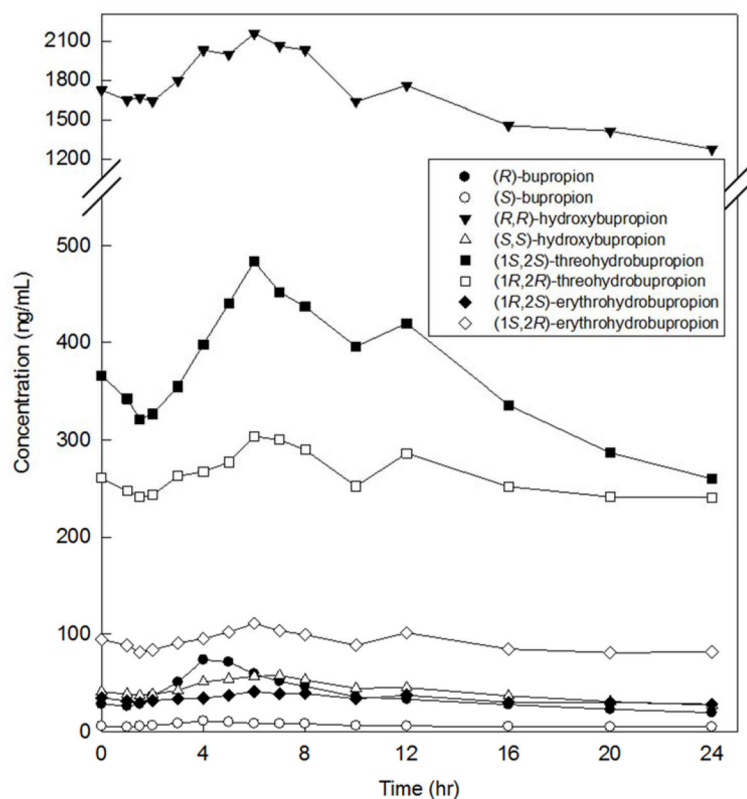 2100
1800
1500
1200
(R)-bupropion
(S)-bupropion
(R,R)-hydroxybupropion
(S,S)-hydroxybupropion
(1S,2S)-threohydrobupropion
(1R,2R)-threohydrobupropion
(1R,2S)-erythrohydrobupropion
(1S,2R)-erythrohydrobupropion
500
400
300
200
100
0
Concentration (ng/mL)
0 4 8 12 16 20 24
Time (hr)